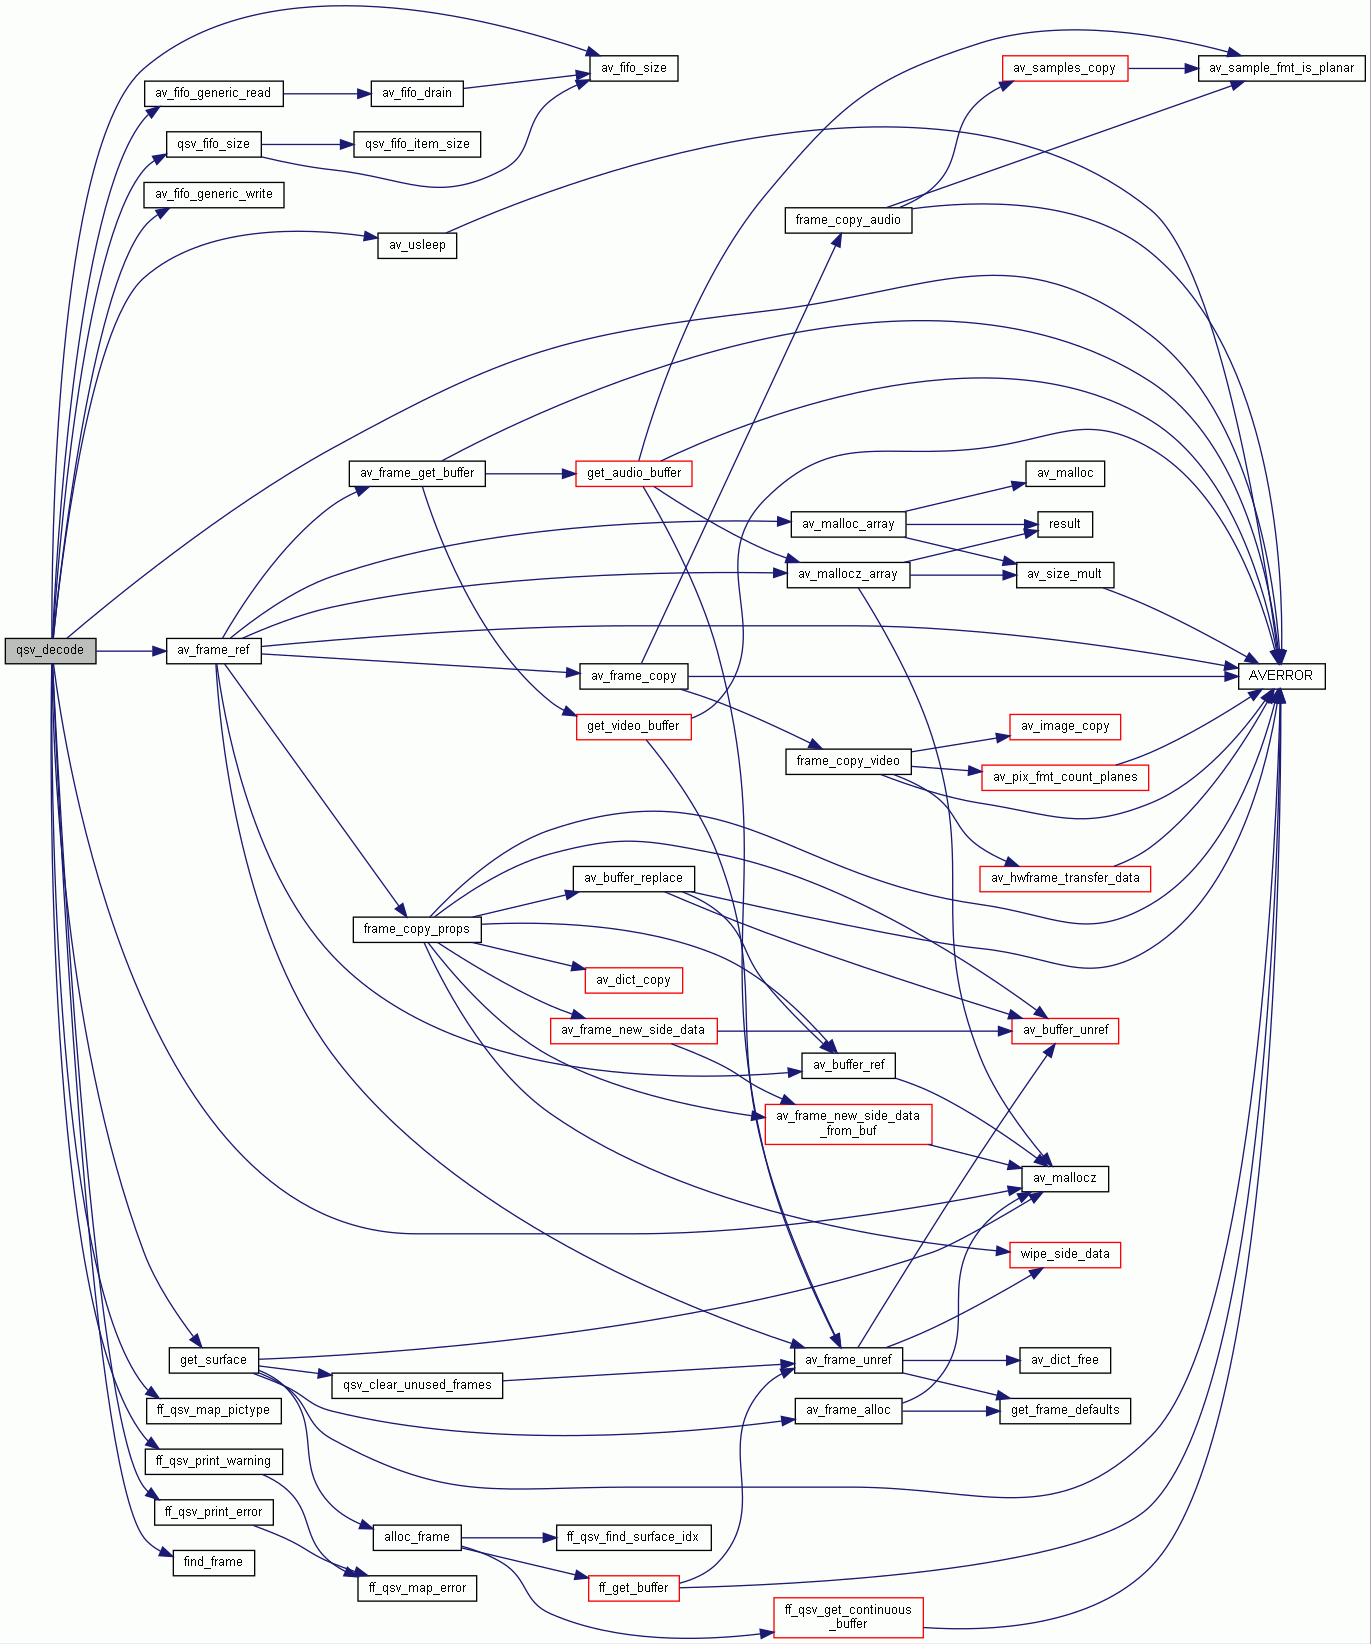 av_fifo_size
av_samples_copy
av_sample_fmt_is_planar
av_fifo_generic_read
av_fifo_drain
qsv_fifo_size
qsv_fifo_item_size
av_fifo_generic_write
frame_copy_audio
av_usleep
av_frame_get_buffer
get_audio_buffer
av_malloc
av_malloc_array
result
av_mallocz_array
av_size_mult
qsv_decode
av_frame_ref
av_frame_copy
AVERROR
get_video_buffer
av_image_copy
frame_copy_video
av_pix_fmt_count_planes
av_buffer_replace
av_hwframe_transfer_data
frame_copy_props
av_dict_copy
av_frame_new_side_data
av_buffer_unref
av_buffer_ref
av_frame_new_side_data
_from_buf
av_mallocz
wipe_side_data
get_surface
av_frame_unref
av_dict_free
qsv_clear_unused_frames
ff_qsv_map_pictype
av_frame_alloc
get_frame_defaults
ff_qsv_print_warning
ff_qsv_print_error
alloc_frame
ff_qsv_find_surface_idx
find_frame
ff_qsv_map_error
ff_get_buffer
ff_qsv_get_continuous
_buffer